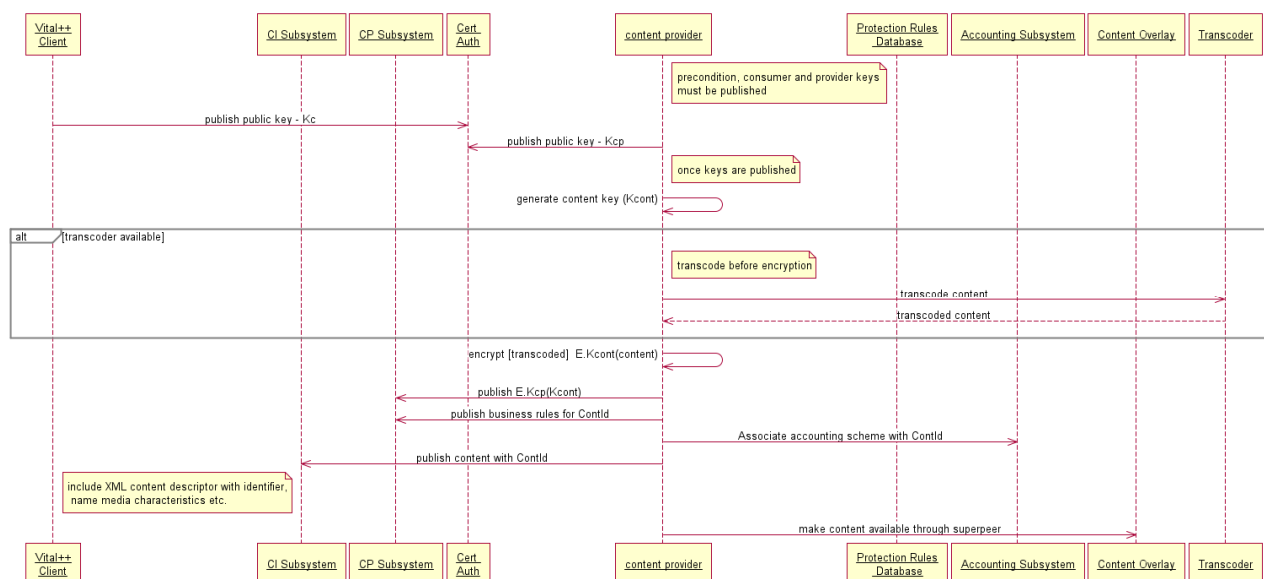 Vital++
Client
CI Subsystem
CP Subsystem
Cert
Auth
content provider
Protection Rules
Database
Accounting Subsystem
Content Overlay
Transcoder
precondition, consumer and provider keys
must be published
publish public key - Kc
publish public key - Kcp
once keys are published
generate content key (Kcont)
alt
[transcoder available]
transcode before encryption
transcode content
transcoded content
encrypt [transcoded] E.Kcont(content)
publish E.Kcp(Kcont)
publish business rules for ContId
Associate accounting scheme with ContId
publish content with ContId
include XML content descriptor with identifier,
name media characteristics etc.
make content available through superpeer
Vital++
Client
CI Subsystem
CP Subsystem
Cert
Auth
content provider
Protection Rules
Database
Accounting Subsystem
Content Overlay
Transcoder